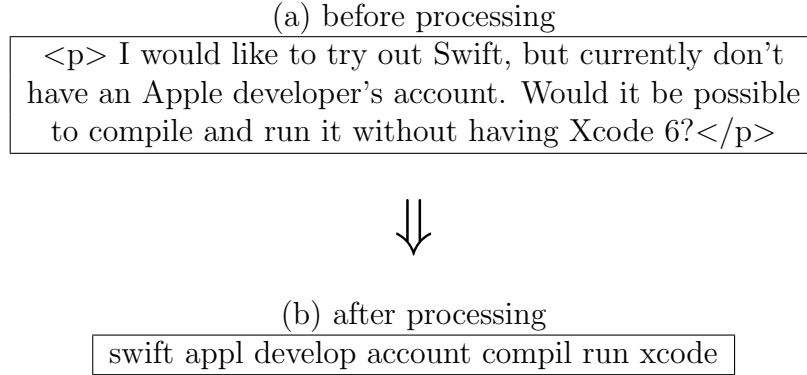 (a) before processing
<p> I would like to try out Swift, but currently don't
have an Apple developer's account. Would it be possible
to compile and run it without having Xcode 6?</p>
(b) after processing
swift appl develop account compil run xcode